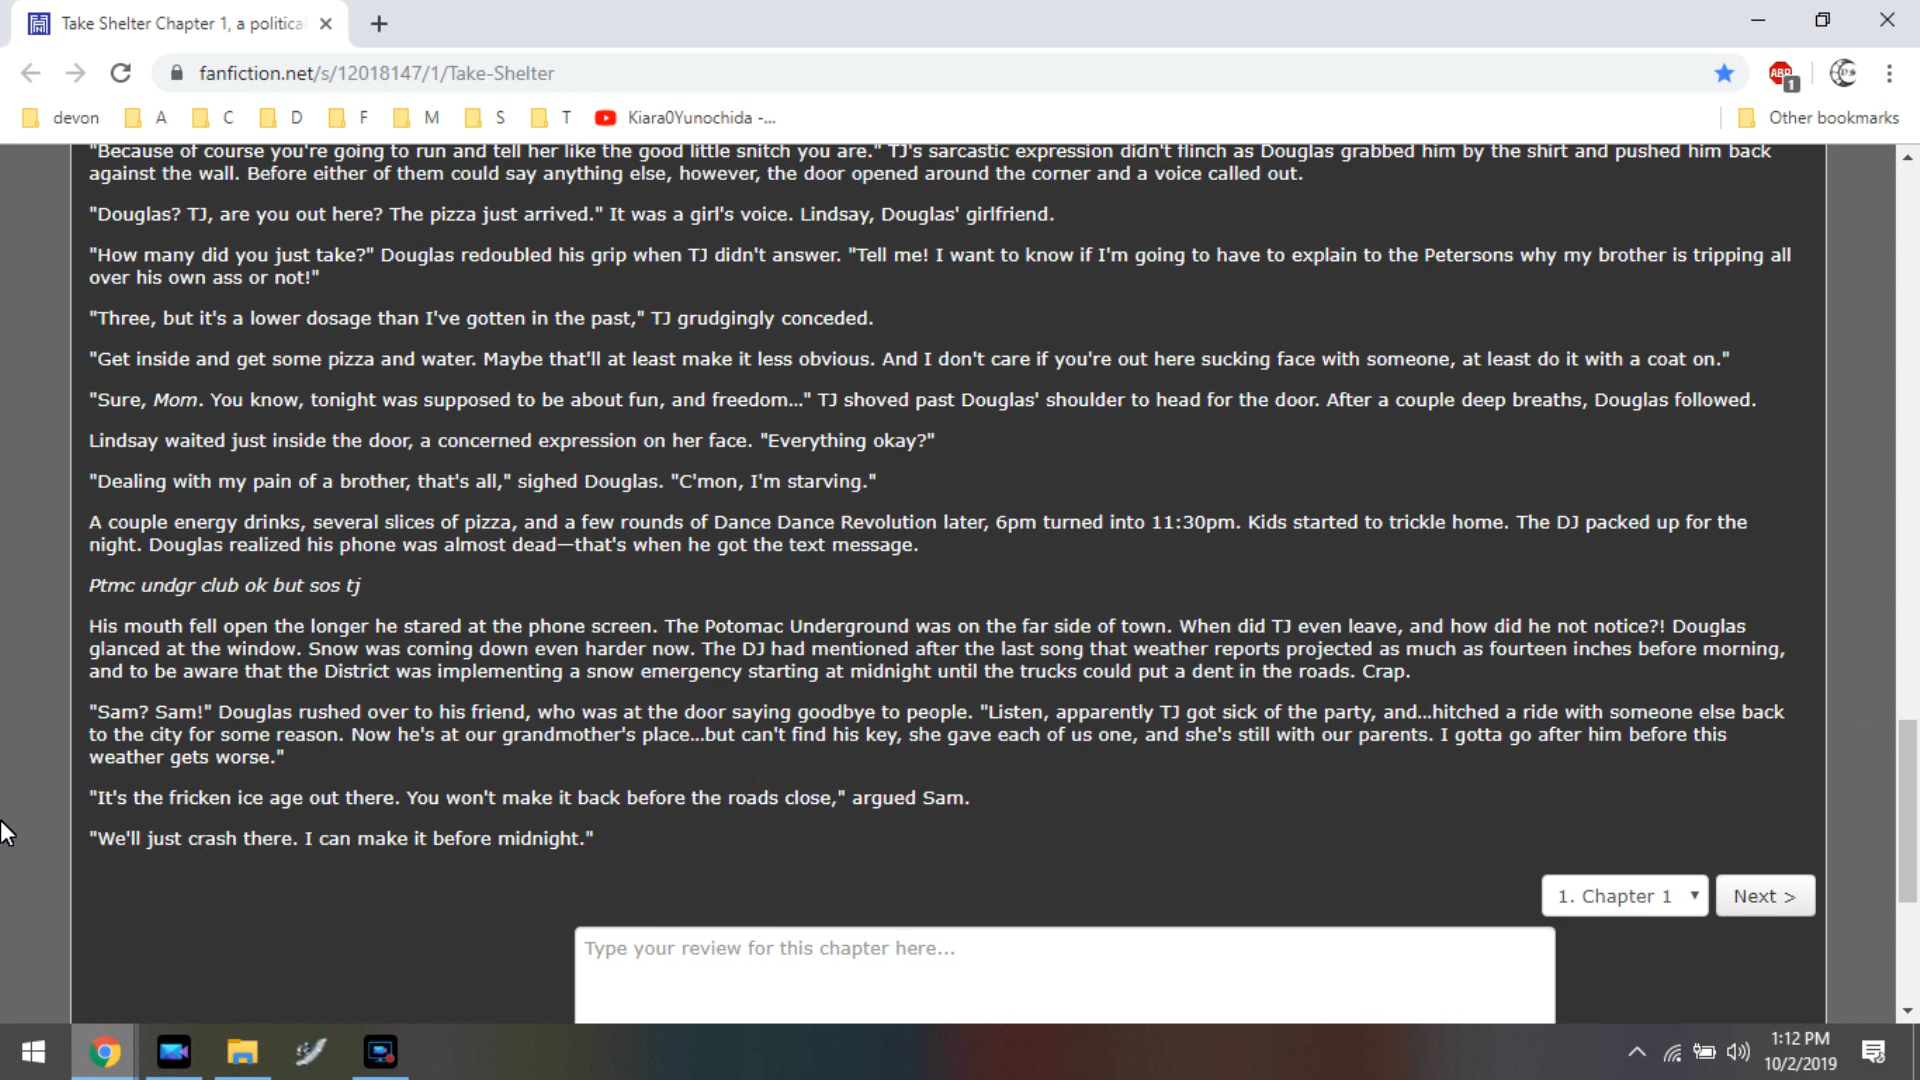 Take Shelter Chapter 1, a politica
fanfiction.net/s/12018147/1/Take-Shelter
ABP
1
devon
A
C
D
F
M
S
T
Kiara0Yunochida -...
Other bookmarks
"Because of course you're going to run and tell her like the good little snitch you are." TJ's sarcastic expression didn't flinch as Douglas grabbed him by the shirt and pushed him back
against the wall. Before either of them could say anything else, however, the door opened around the corner and a voice called out.
"Douglas? TJ, are you out here? The pizza just arrived." It was a girl's voice. Lindsay, Douglas' girlfriend.
"How many did you just take?" Douglas redoubled his grip when TJ didn't answer. "Tell me! I want to know if I'm going to have to explain to the Petersons why my brother is tripping all
over his own ass or not!"
"Three, but it's a lower dosage than I've gotten in the past," TJ grudgingly conceded.
"Get inside and get some pizza and water. Maybe that'll at least make it less obvious. And I don't care if you're out here sucking face with someone, at least do it with a coat on."
"Sure, Mom. You know, tonight was supposed to be about fun, and freedom..." TJ shoved past Douglas' shoulder to head for the door. After a couple deep breaths, Douglas followed.
Lindsay waited just inside the door, a concerned expression on her face. "Everything okay?"
"Dealing with my pain of a brother, that's all," sighed Douglas. "C'mon, I'm starving."
A couple energy drinks, several slices of pizza, and a few rounds of Dance Dance Revolution later, 6pm turned into 11:30pm. Kids started to trickle home. The DJ packed up for the
night. Douglas realized his phone was almost dead—that's when he got the text message.
Ptmc undgr club ok but sos tj
His mouth fell open the longer he stared at the phone screen. The Potomac Underground was on the far side of town. When did TJ even leave, and how did he not notice?! Douglas
glanced at the window. Snow was coming down even harder now. The DJ had mentioned after the last song that weather reports projected as much as fourteen inches before morning,
and to be aware that the District was implementing a snow emergency starting at midnight until the trucks could put a dent in the roads. Crap.
"Sam? Sam!" Douglas rushed over to his friend, who was at the door saying goodbye to people. "Listen, apparently TJ got sick of the party, and...hitched a ride with someone else back
to the city for some reason. Now he's at our grandmother's place...but can't find his key, she gave each of us one, and she's still with our parents. I gotta go after him before this
weather gets worse."
"It's the fricken ice age out there. You won't make it back before the roads close," argued Sam.
"We'll just crash there. I can make it before midnight."
1. Chapter 1
Next >
Type your review for this chapter here...
1:12 PM
10/2/2019